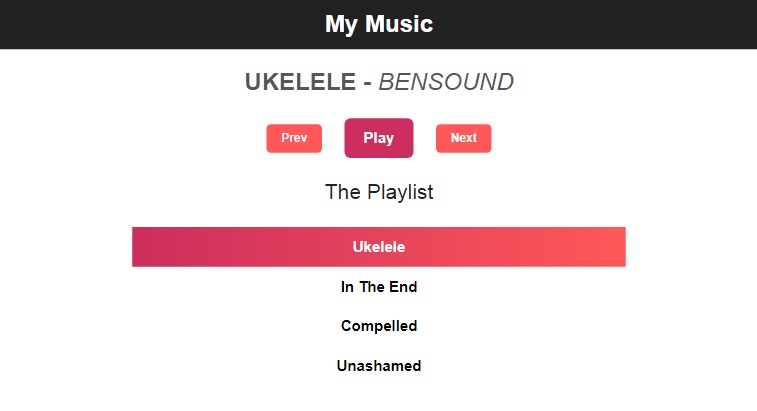 My Music
UKELELE - BENSOUND
Prev Play Next
The Playlist
Ukelele
In The End
Compelled
Unashamed